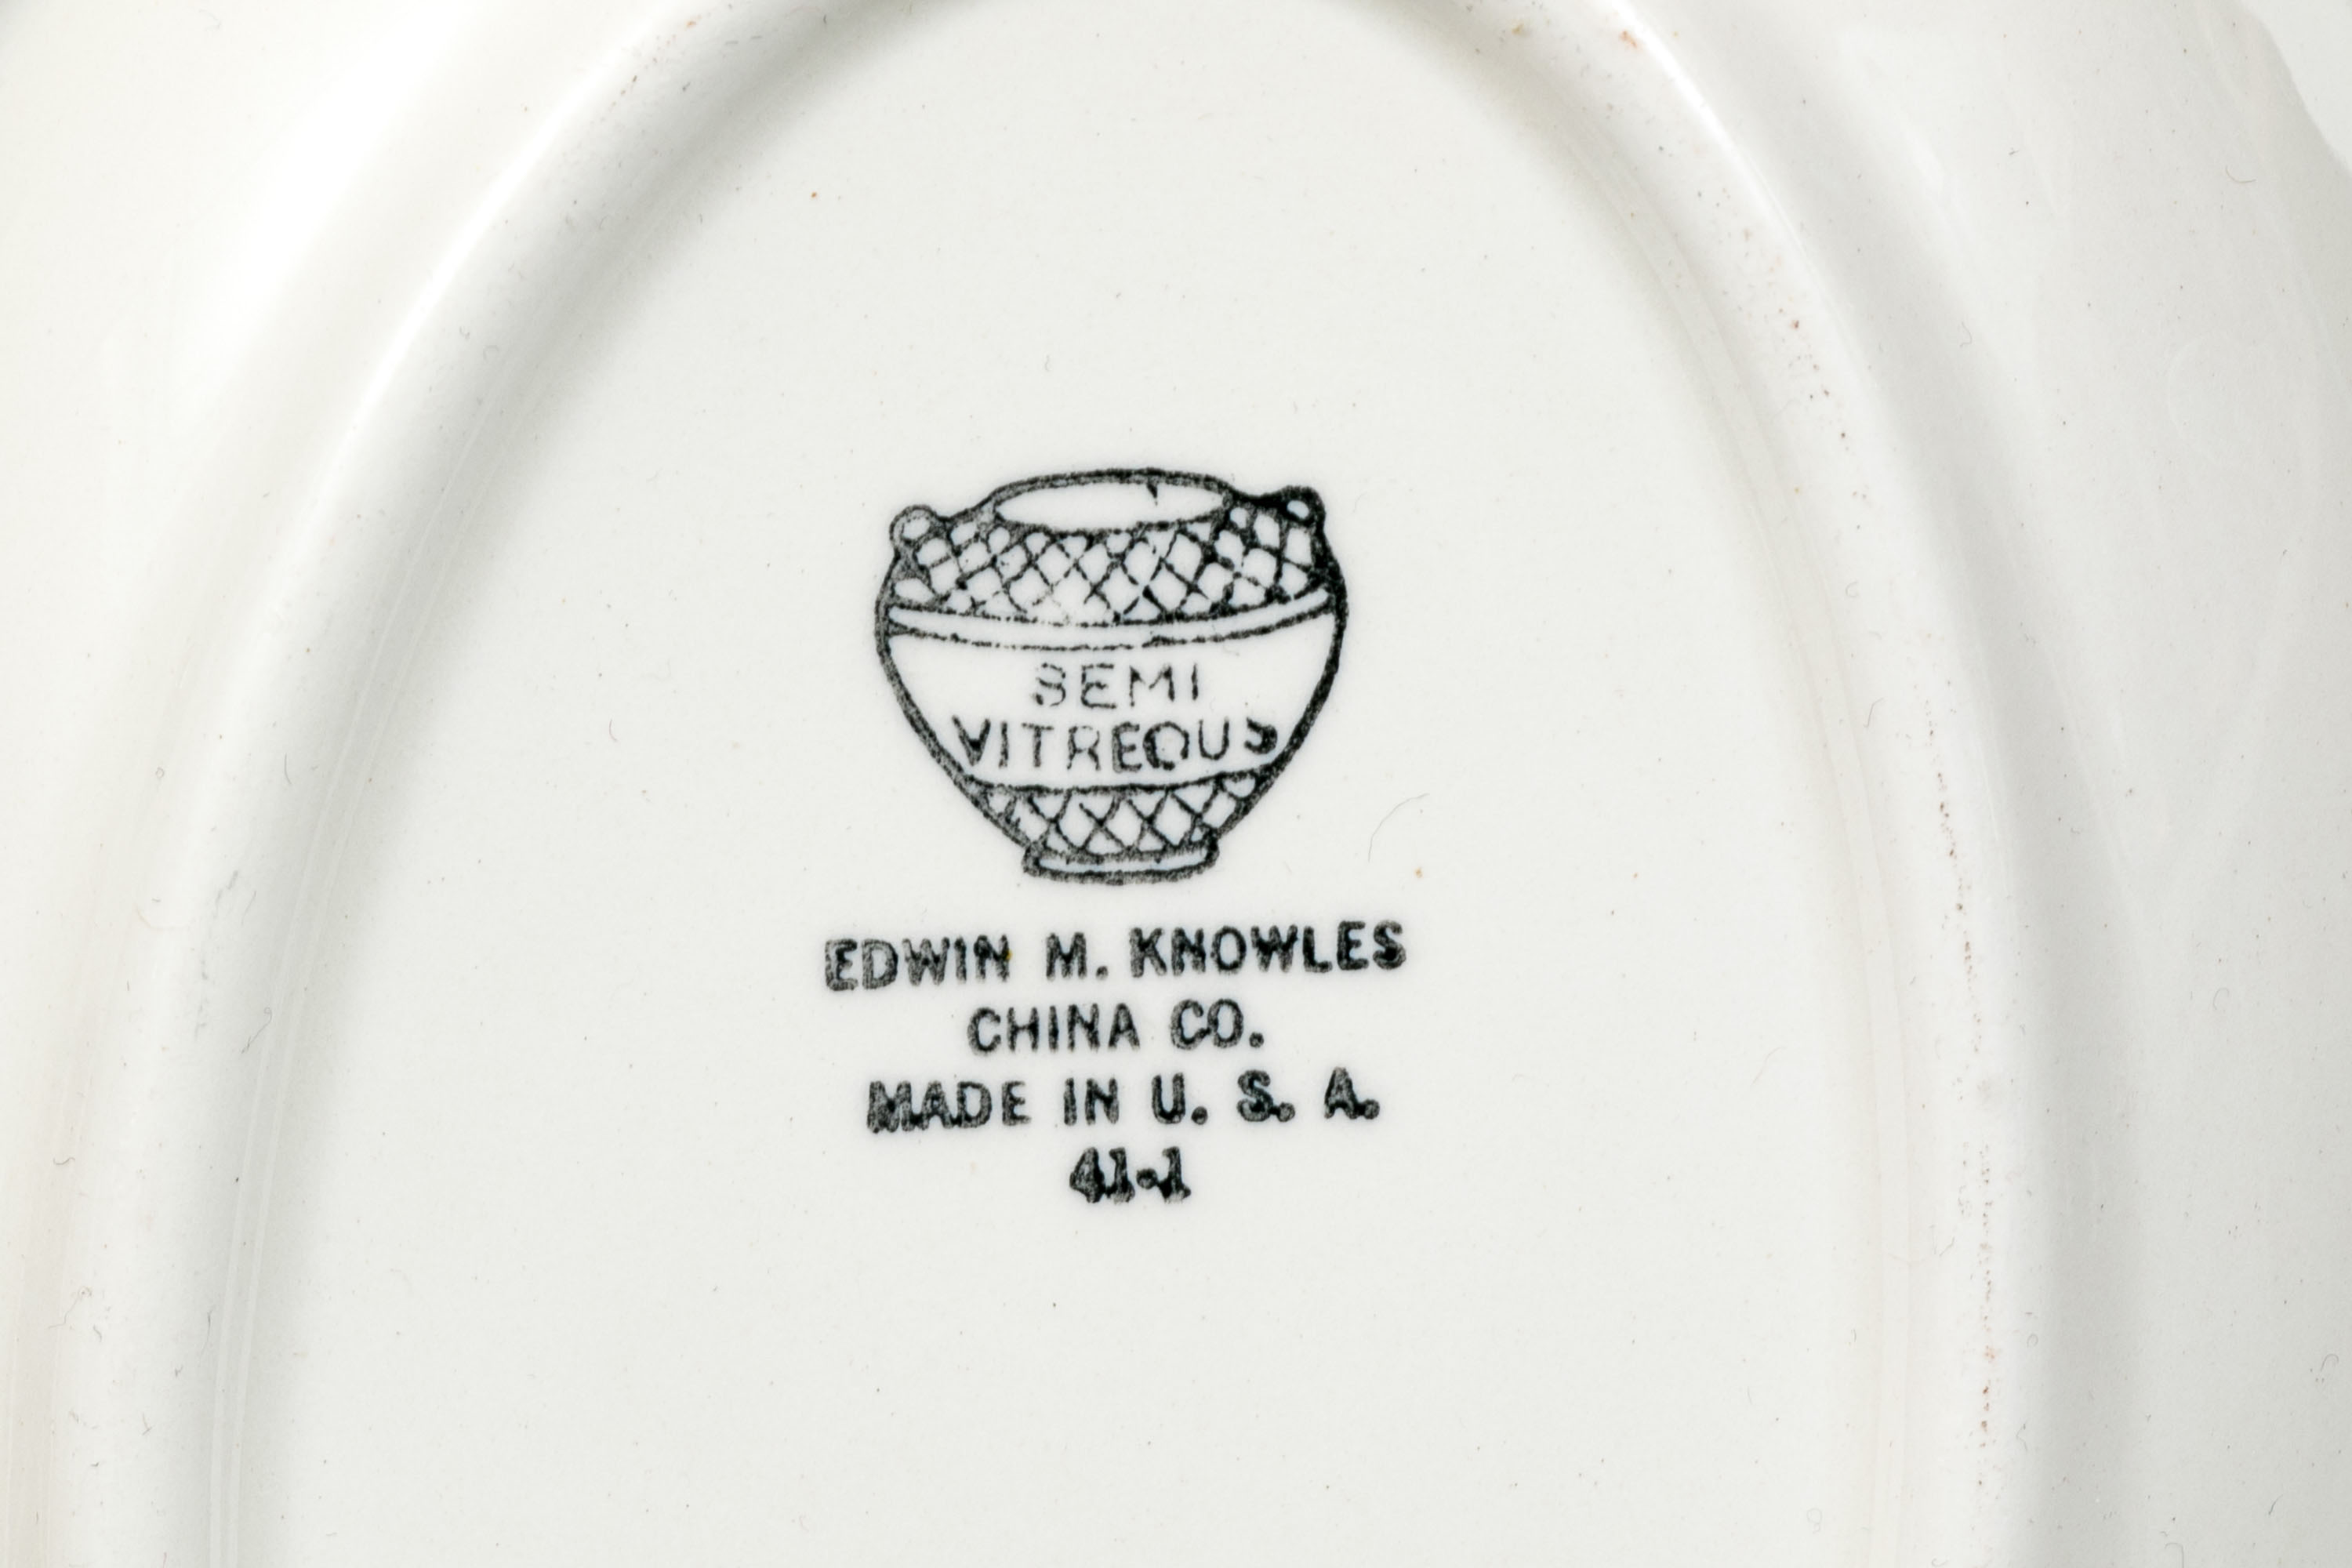 SEMI
VITREOUS
EDWIN M. KNOWLES
CHINA CO.
MADE IN U. S. A.
41-1